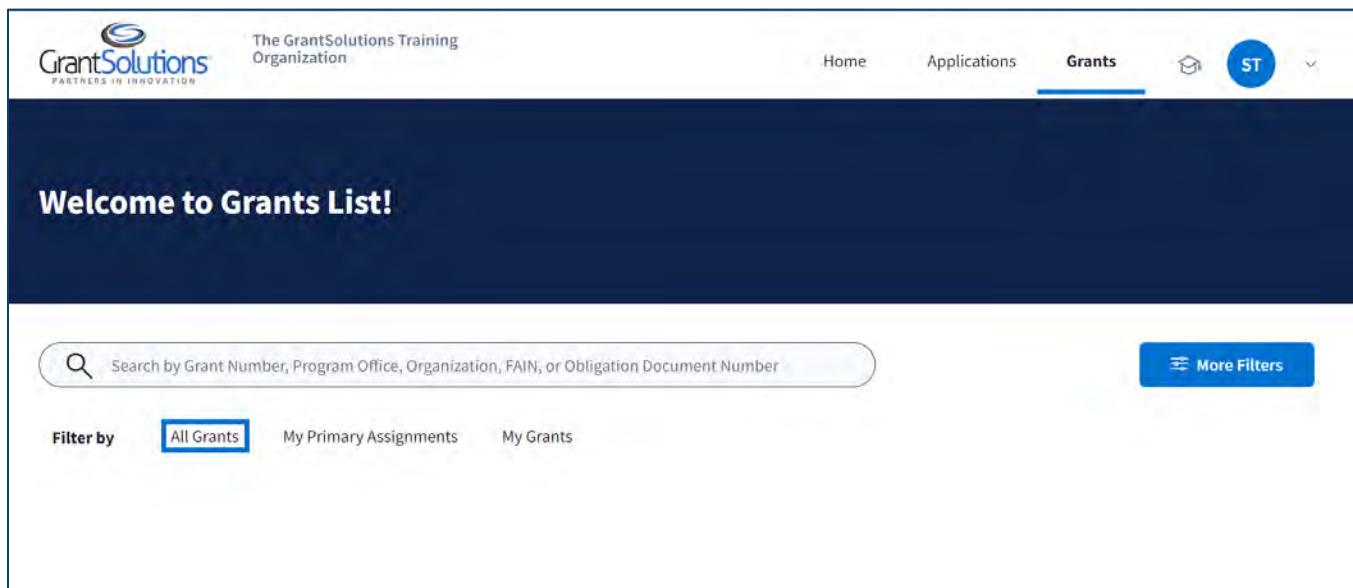 GrantSolutions
PARTNERS IN INNOVATION
The GrantSolutions Training
Organization
Home Applications Grants ST
Welcome to Grants List!
Search by Grant Number, Program Office, Organization, FAIN, or Obligation Document Number
More Filters
Filter by All Grants My Primary Assignments My Grants